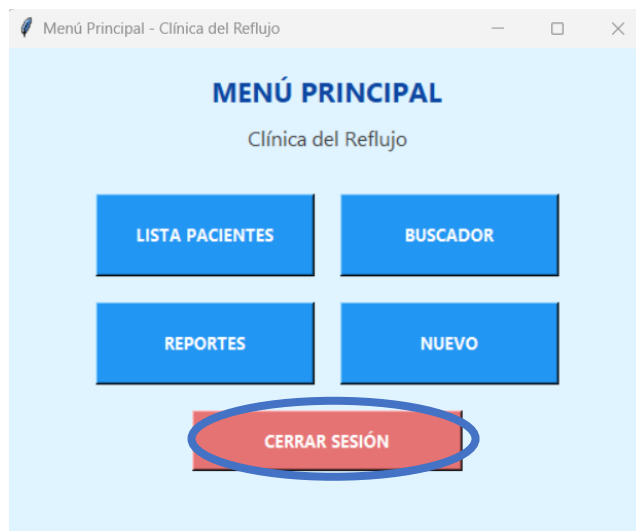 Menú Principal - Clínica del Reflujo
MENÚ PRINCIPAL
Clínica del Reflujo
LISTA PACIENTES
BUSCADOR
REPORTES
NUEVO
CERRAR SESIÓN